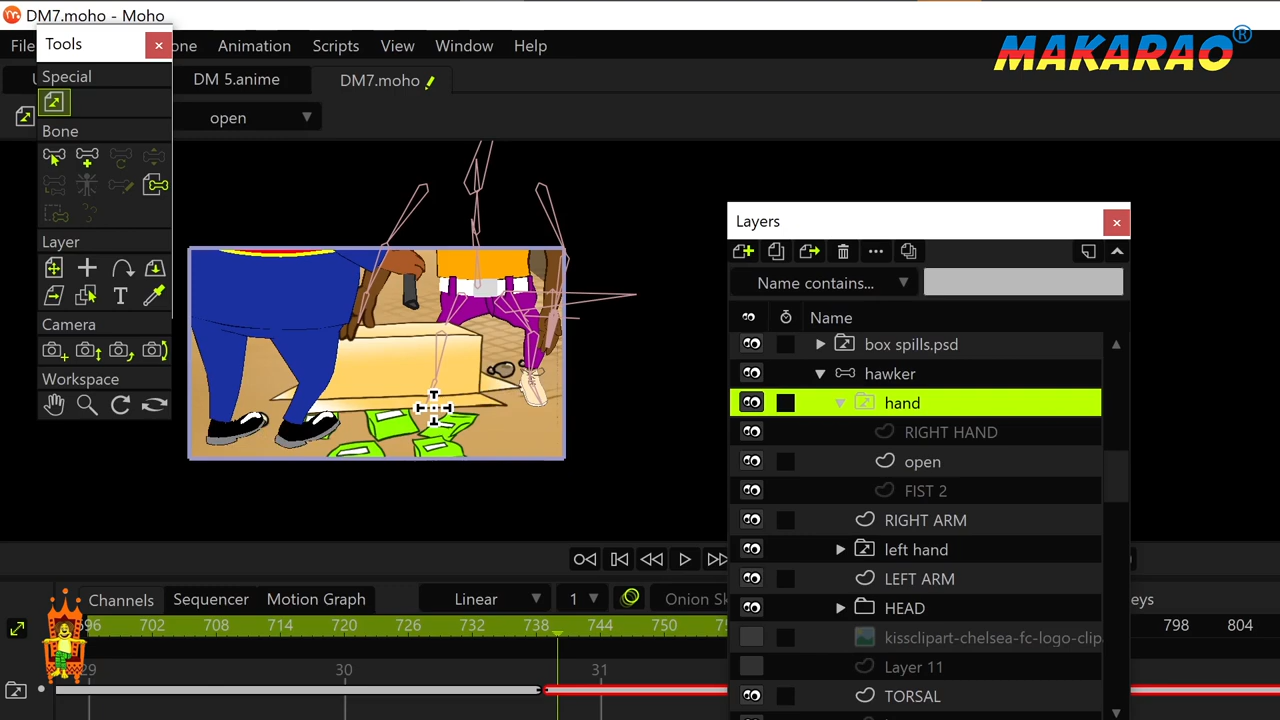 DM7.moho - Moho
Tools
File
one
Animation
Scripts
View
Window
Help
MAKARAO®
Special
DM 5.anime
DM7.moho
open
Bone
Layer
Camera
Workspace
Layers
Name contains...
Name
box spills.psd
hawker
hand
RIGHT HAND
open
FIST 2
RIGHT ARM
left hand
LEFT ARM
HEAD
kissclipart-chelsea-fc-logo-clip
Layer 11
TORSAL
Channels
Sequencer
Motion Graph
Linear
1
Onion Sk
eys
696 702 708 714 720 726 732 738 744 750 798 804
29 30 31